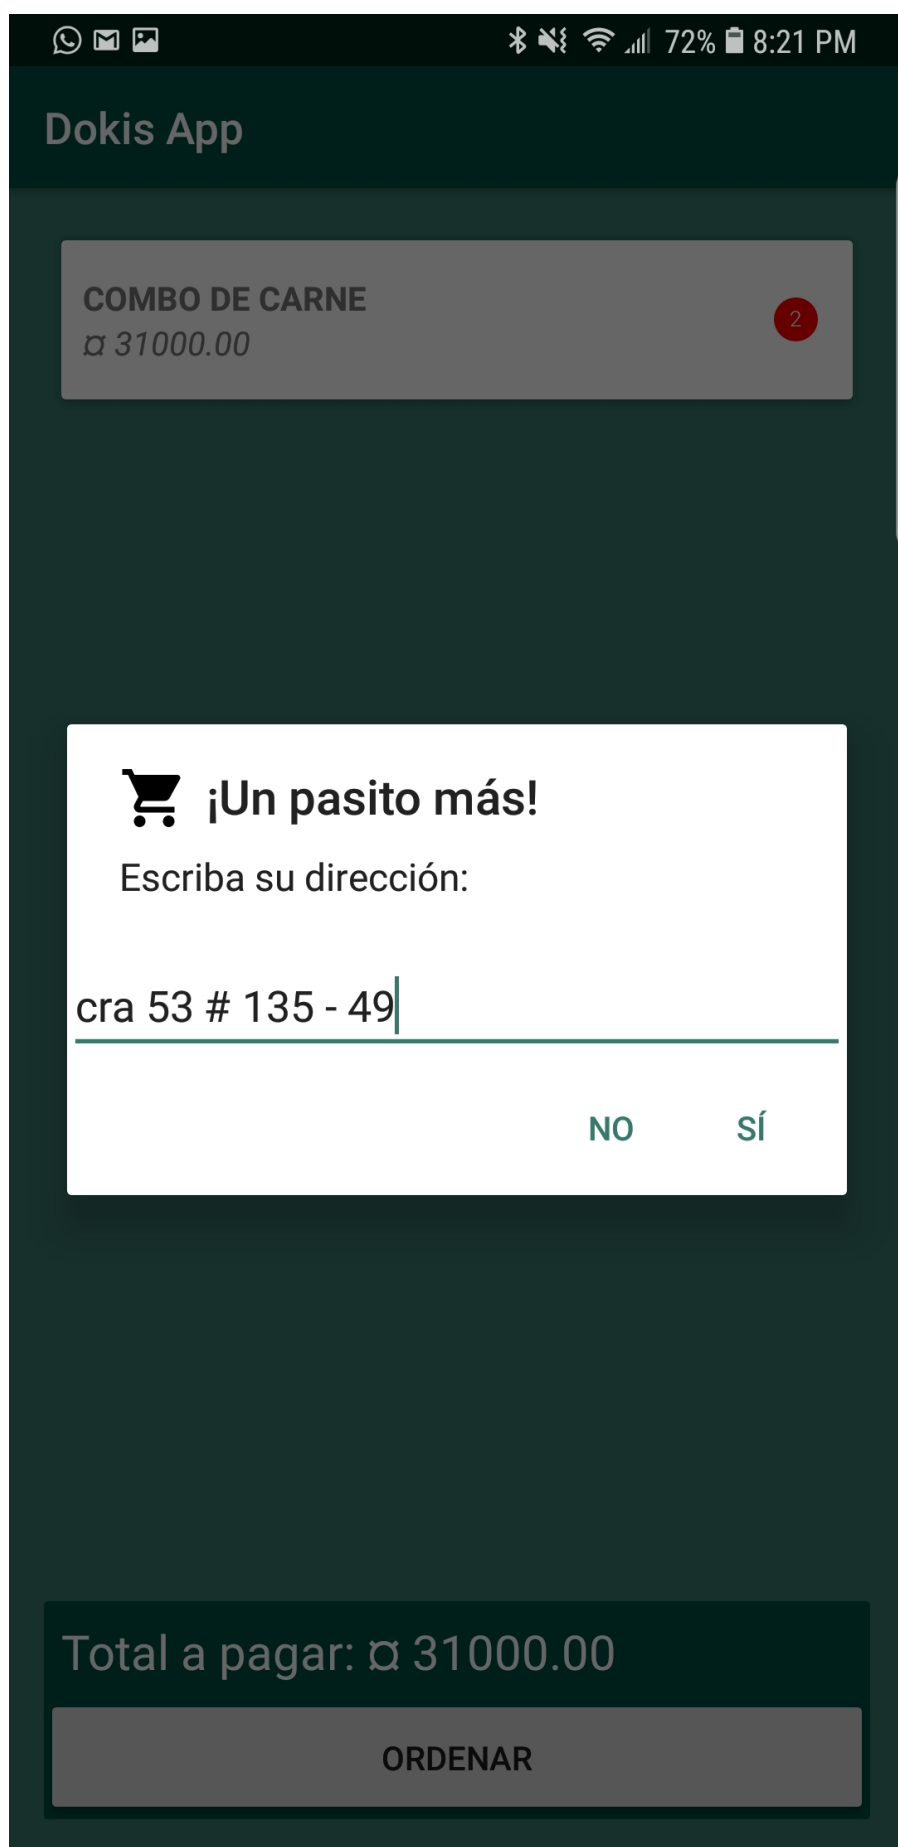 72% 8:21 PM
Dokis App
COMBO DE CARNE
¤ 31000.00
2
¡Un pasito más!
Escriba su dirección:
cra 53 # 135 - 49
NO SÍ
Total a pagar: ¤ 31000.00
ORDENAR